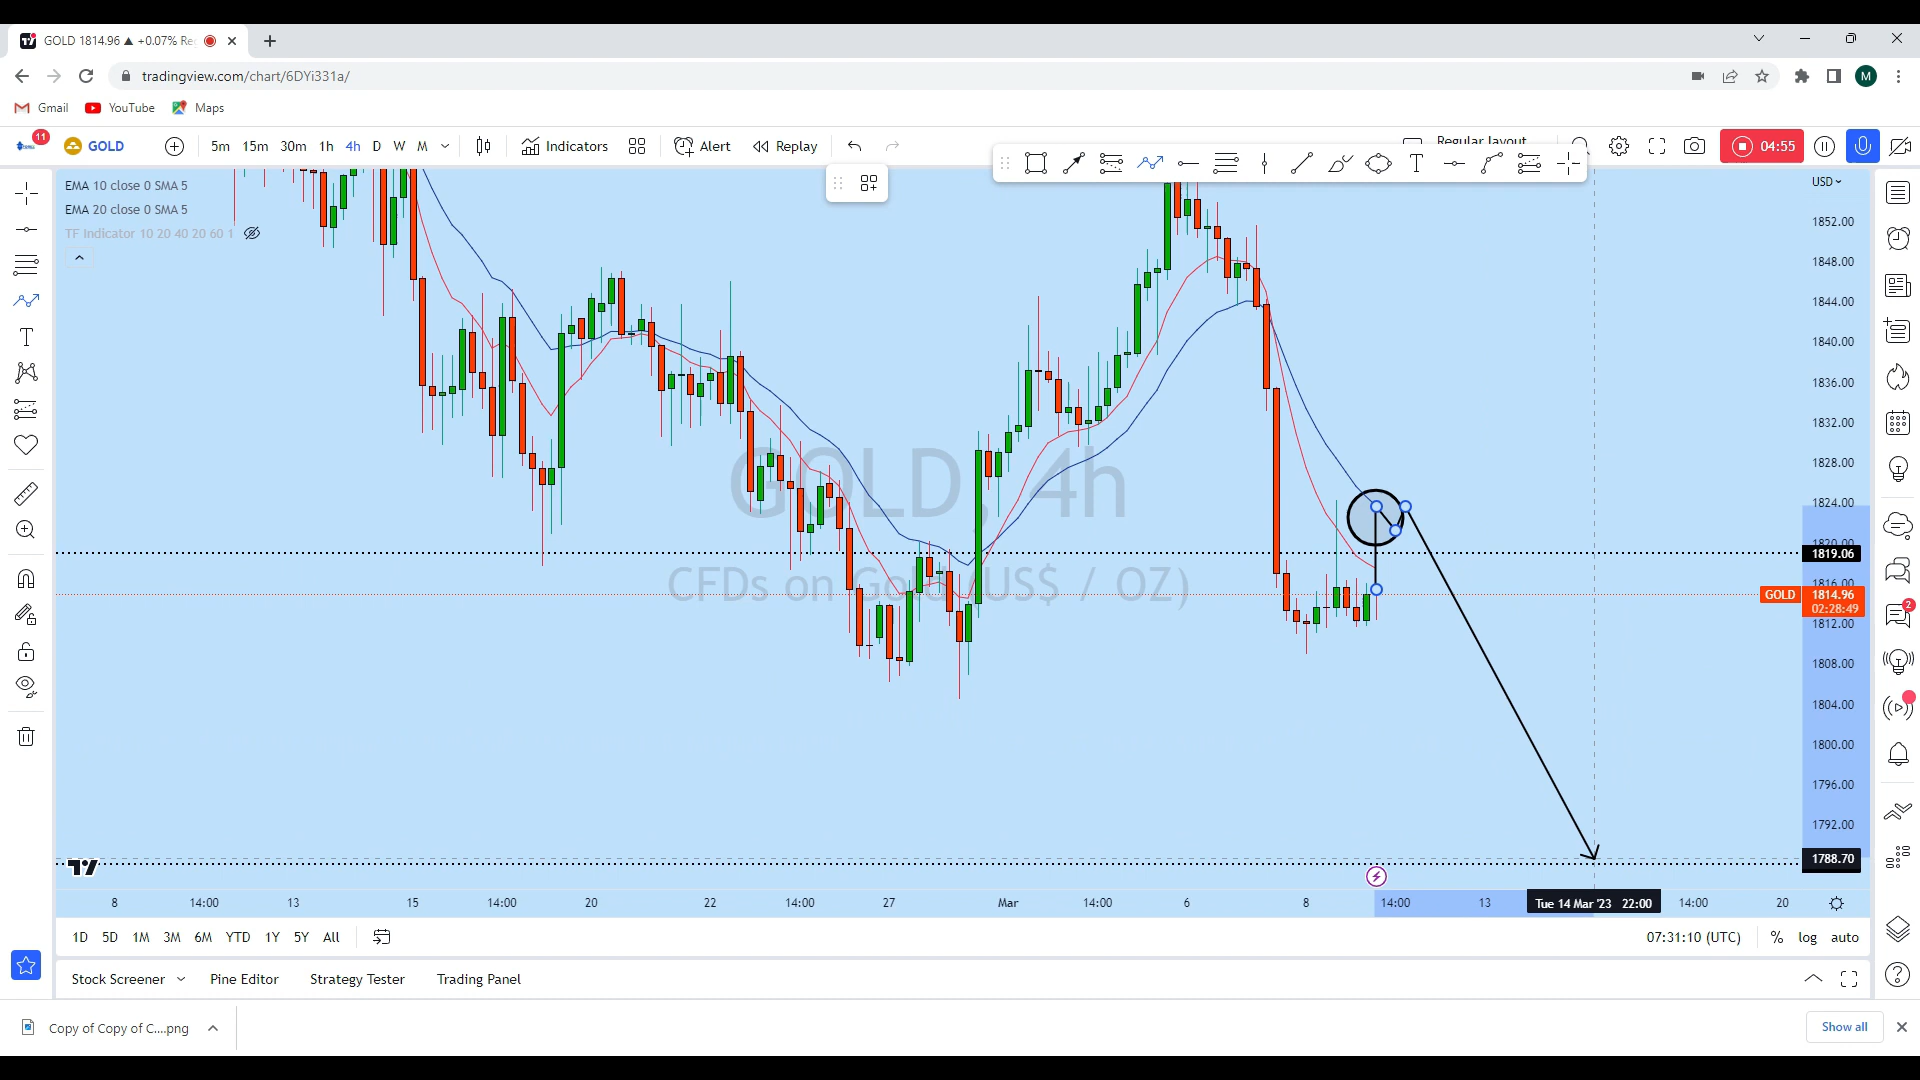 GOLD 1814.96 ▲ +0.07% Re
tradingview.com/chart/6DYi331a/
M
Gmail YouTube Maps
11 GOLD 5m 15m 30m 1h 4h D W M Indicators Alert Replay Regular layout 04:55
EMA 10 close 0 SMA 5
EMA 20 close 0 SMA 5
TF Indicator 10 20 40 20 60 1
GOLD, 4h
CFDs on Gold (US$ / OZ)
USD
1852.00
1848.00
1844.00
1840.00
1836.00
1832.00
1828.00
1824.00
1820.00
1819.06
1816.00
GOLD 1814.96
02:28:49
1812.00
1808.00
1804.00
1800.00
1796.00
1792.00
1788.70
2
8 14:00 13 15 14:00 20 22 14:00 27 Mar 14:00 6 8 14:00 13 Tue 14 Mar '23 22:00 14:00 20
1D 5D 1M 3M 6M YTD 1Y 5Y All 07:31:10 (UTC) % log auto
Stock Screener Pine Editor Strategy Tester Trading Panel
Copy of Copy of C....png Show all